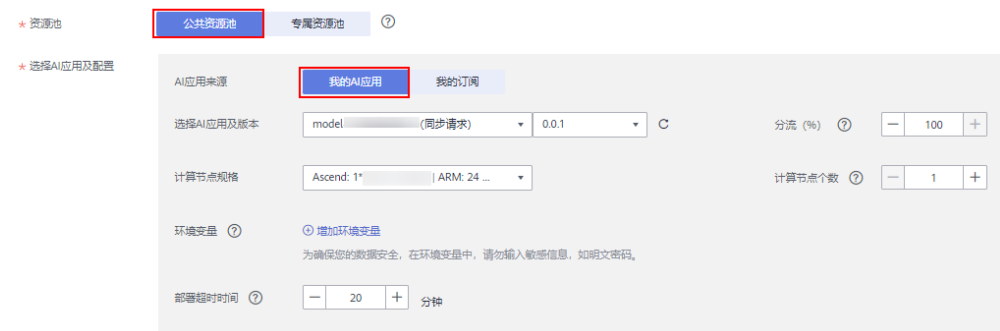 * 资源池 公共资源池 专属资源池 ?
* 选择AI应用及配置
AI应用来源 我的AI应用 我的订阅
选择AI应用及版本 model (同步请求) 0.0.1 分流 (%) ? — 100 +
计算节点规格 Ascend: 1* | ARM: 24 ... 计算节点个数 ? — 1 +
环境变量 ? 增加环境变量
为确保您的数据安全，在环境变量中，请勿输入敏感信息，如明文密码。
部署超时时间 ? — 20 + 分钟